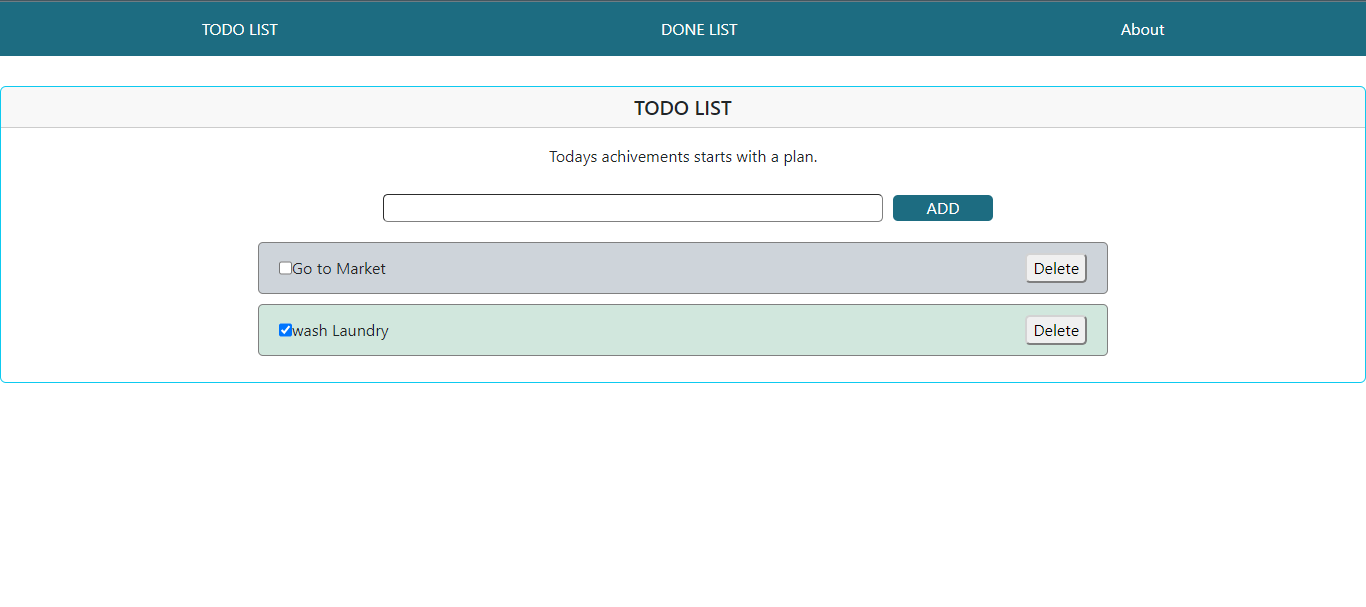 TODO LIST DONE LIST About
TODO LIST
Todays achivements starts with a plan.
ADD
Go to Market Delete
wash Laundry Delete